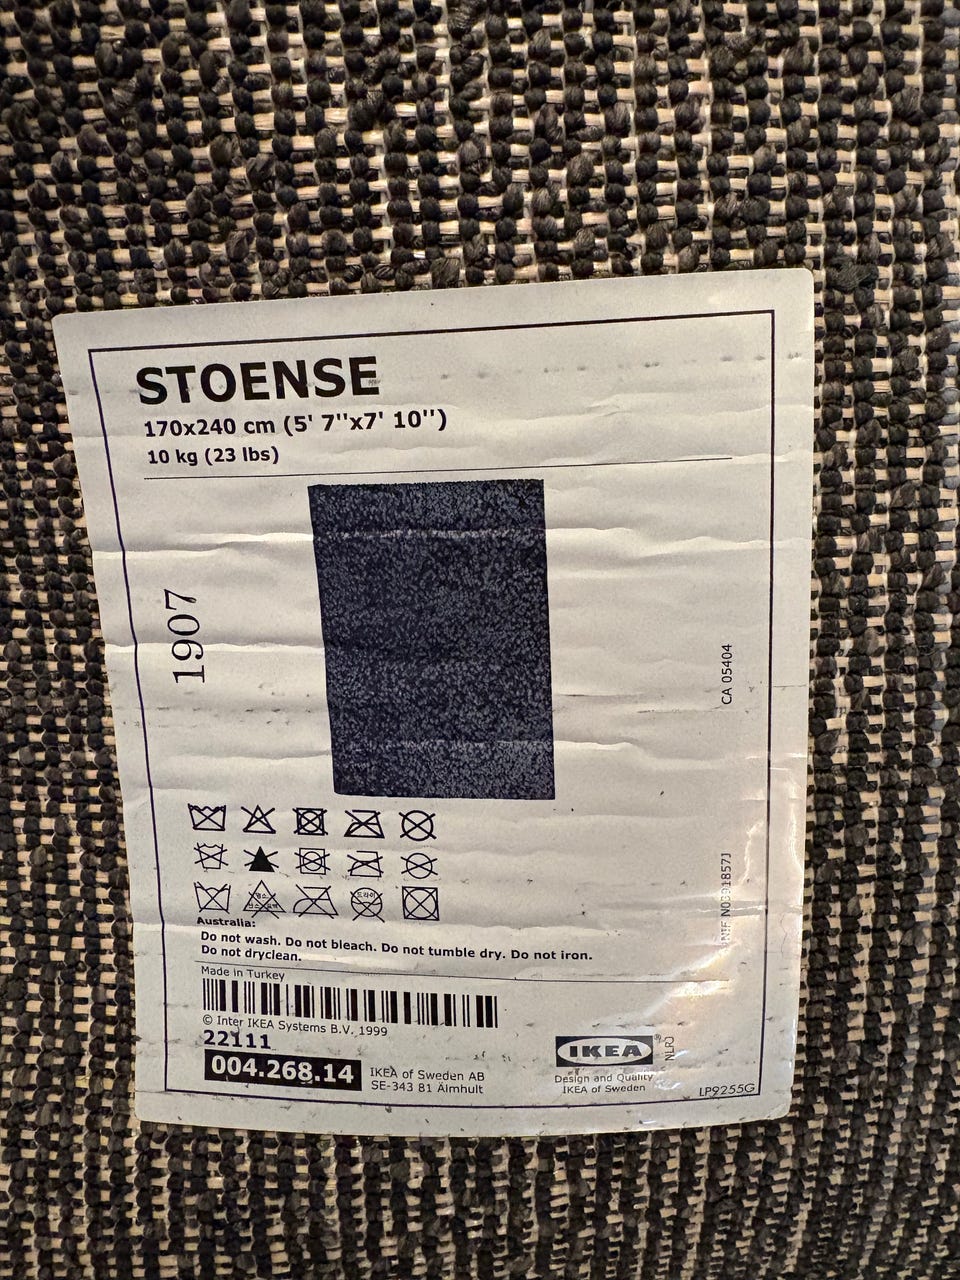 STOENSE
170x240 cm (5' 7''x7' 10'')
10 kg (23 lbs)
1907
CA 05404
Australia:
Do not wash. Do not bleach. Do not tumble dry. Do not iron.
Do not dryclean.
Made in Turkey
© Inter IKEA Systems B.V. 1999
22111
004.268.14
IKEA of Sweden AB
SE-343 81 Älmhult
IKEA®
NLRJ
Design and Quality
IKEA of Sweden
LP9255G